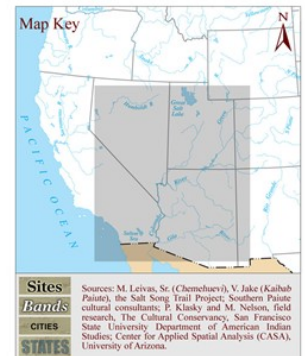 Map Key
N
Humboldt R.
Great
Salt
Lake
PACIFIC OCEAN
Salton
Sea
Gila
Sites
Bands
CITIES
STATES
Sources: M. Leivas, Sr. (Chemehuevi), V. Jake (Kaibab
Paiute), the Salt Song Trail Project; Southern Paiute
cultural consultants; P. Klasky and M. Nelson, field
research, The Cultural Conservancy, San Francisco
State University Department of American Indian
Studies; Center for Applied Spatial Analysis (CASA),
University of Arizona.